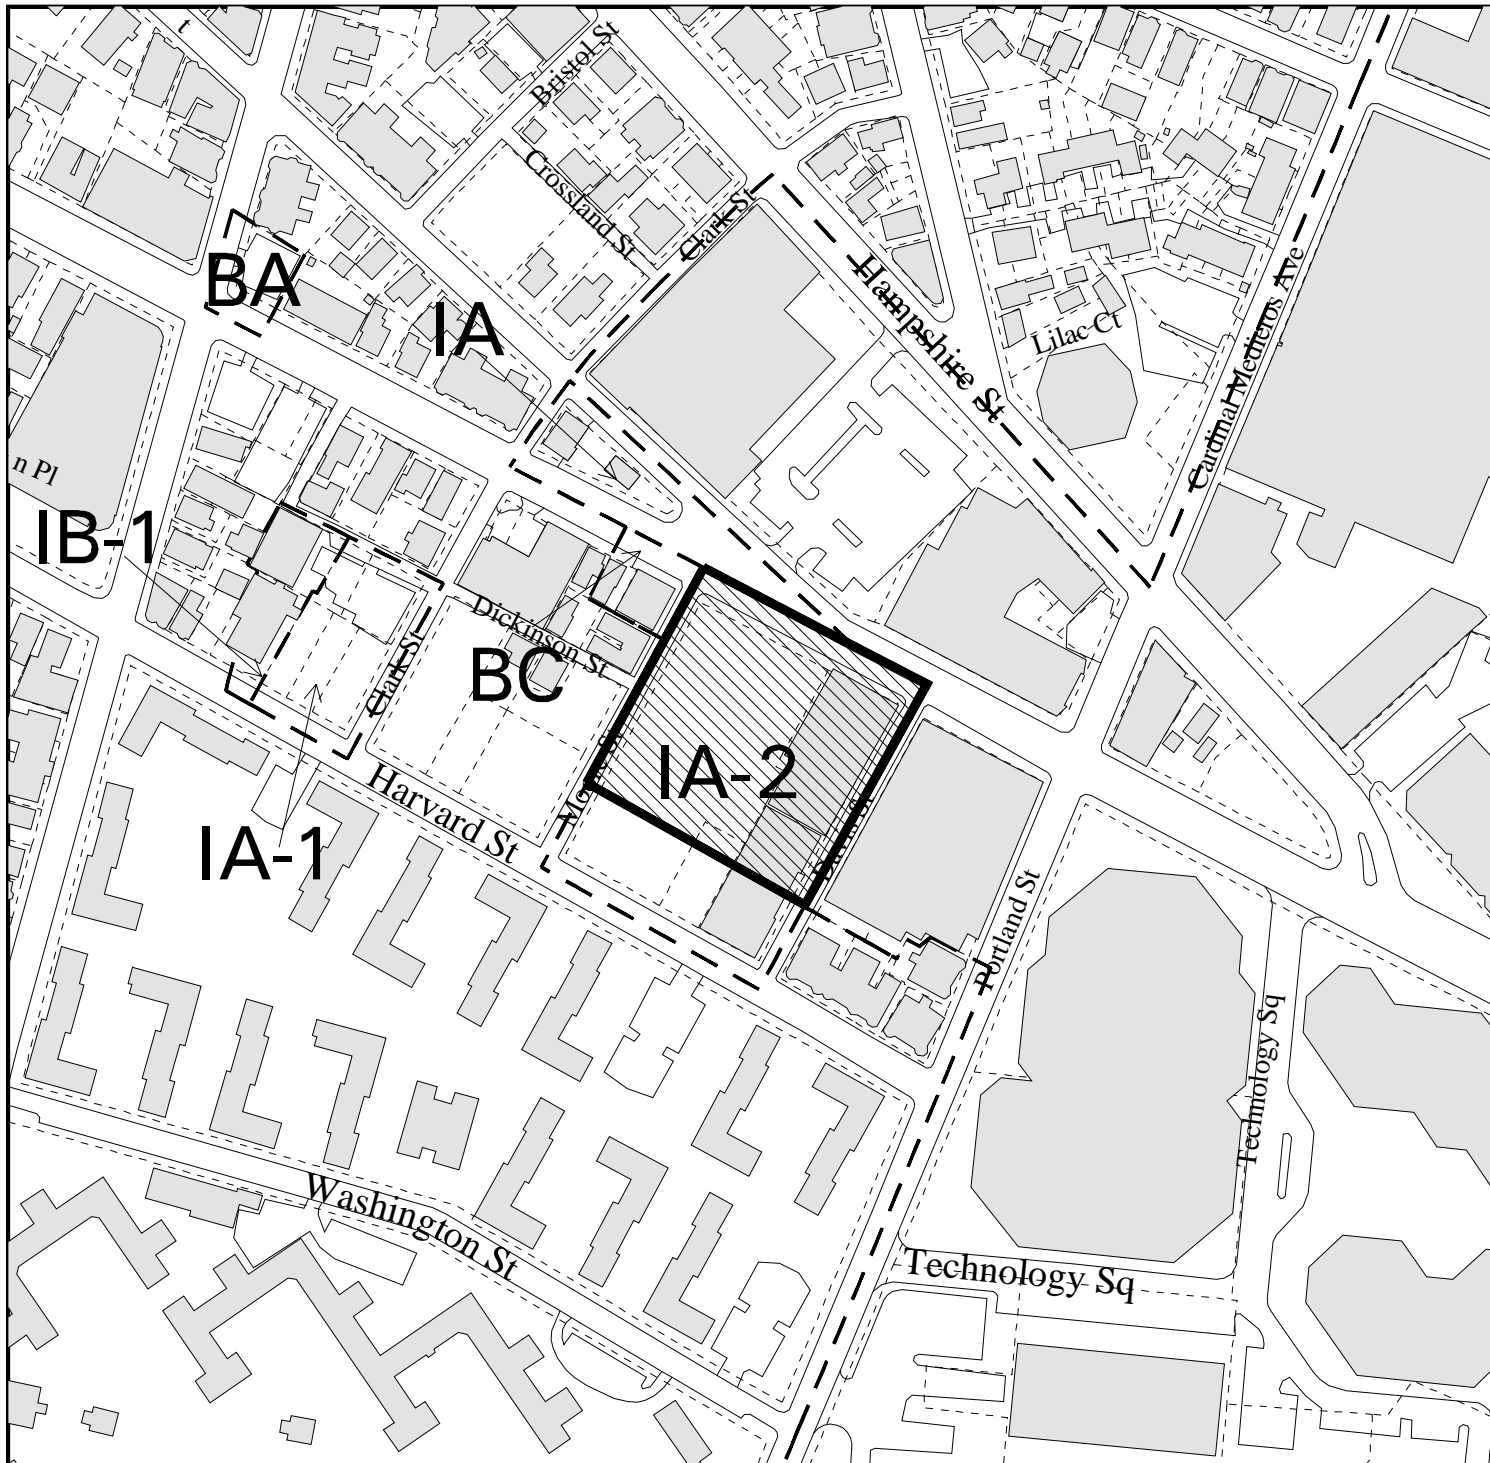 t
Bristol St
Crossland St
Clark St
BA
IA
Hampshire St
Lilac Ct
Cardinal Medieros Ave
n Pl
IB-1
Dickinson St
Clark St
BC
IA-2
Harvard St
IA-1
Portland St
Technology Sq
Washington St
Technology Sq